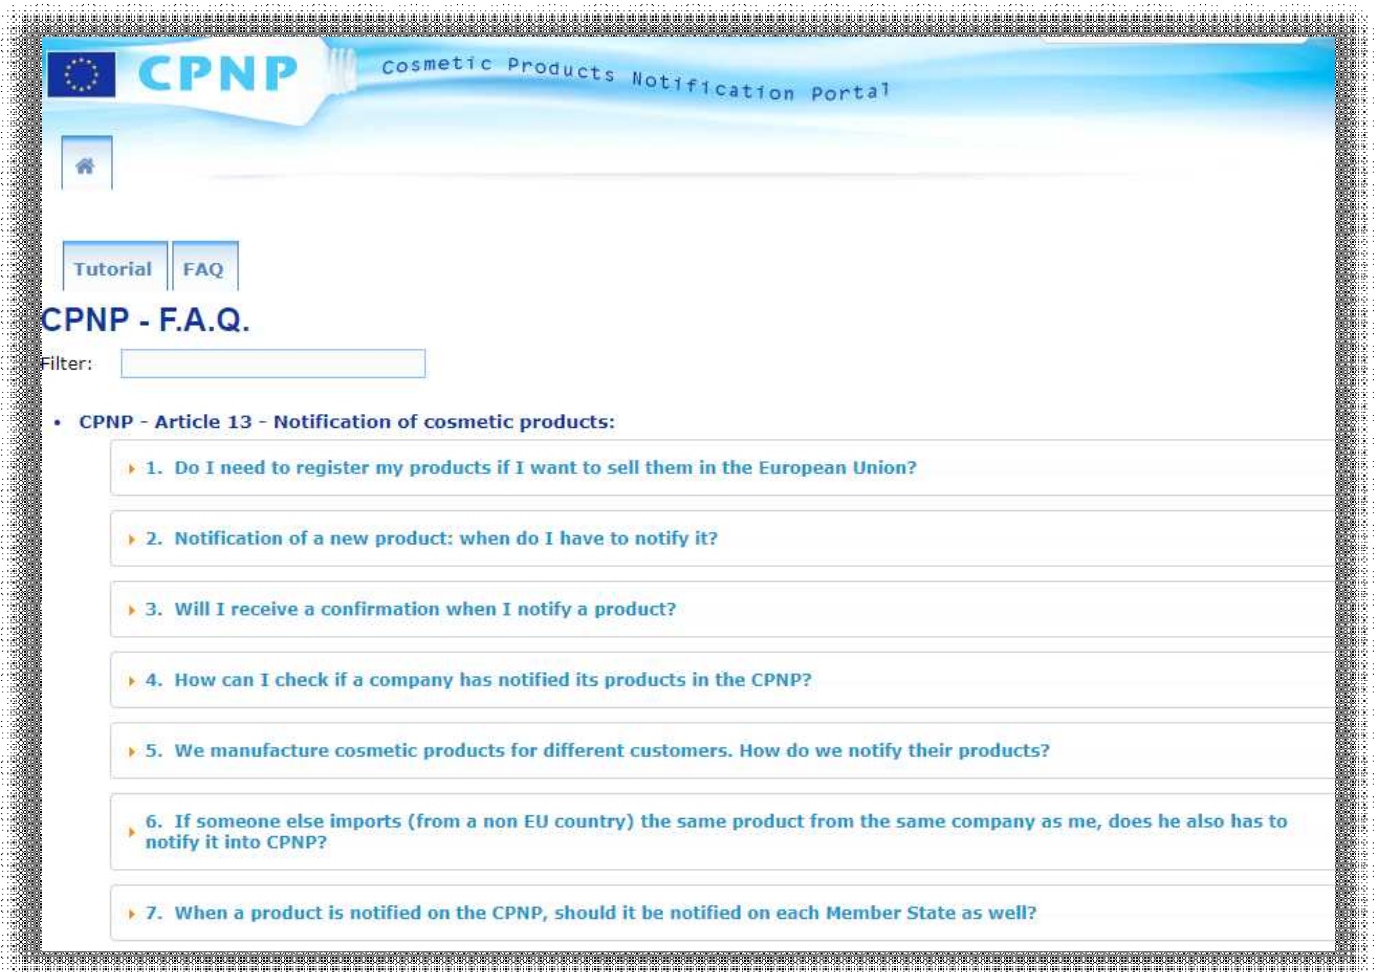 CPNP
Cosmetic Products Notification Portal
Tutorial FAQ
CPNP - F.A.Q.
Filter:
• CPNP - Article 13 - Notification of cosmetic products:
1. Do I need to register my products if I want to sell them in the European Union?
2. Notification of a new product: when do I have to notify it?
3. Will I receive a confirmation when I notify a product?
4. How can I check if a company has notified its products in the CPNP?
5. We manufacture cosmetic products for different customers. How do we notify their products?
6. If someone else imports (from a non EU country) the same product from the same company as me, does he also has to
notify it into CPNP?
7. When a product is notified on the CPNP, should it be notified on each Member State as well?